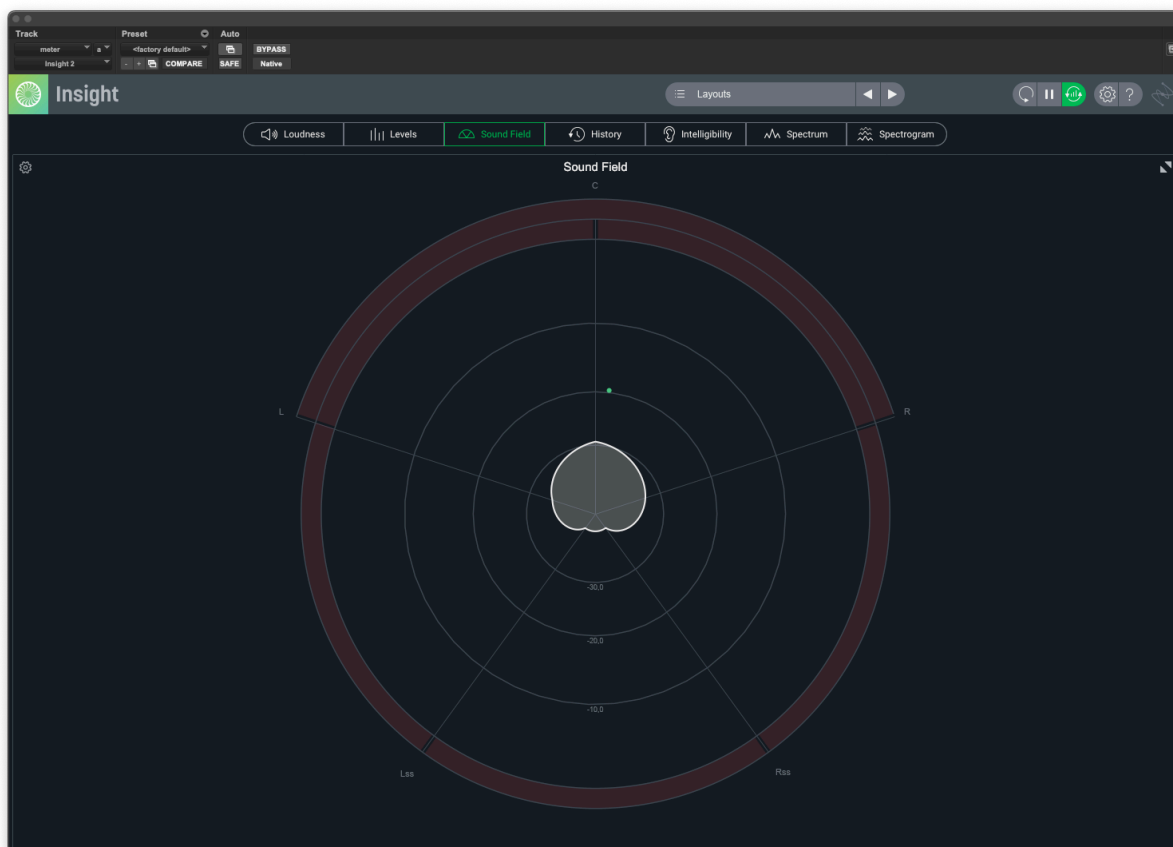 Track Preset Auto
meter a <factory default> BYPASS
Insight 2 - + COMPARE SAFE Native
Insight Layouts ?
Loudness Levels Sound Field History Intelligibility Spectrum Spectrogram
Sound Field
C
L R
-30,0
-20,0
-10,0
Lss Rss